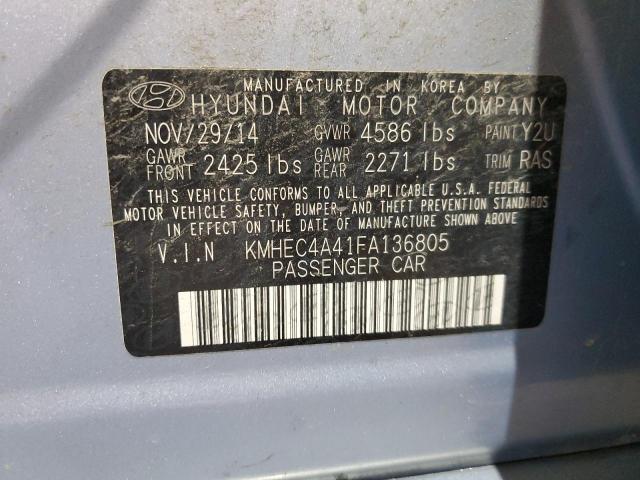 MANUFACTURED IN KOREA BY
HYUNDAI MOTOR COMPANY
NOV/29/14 GVWR 4586 lbs PAINT Y2U
GAWR FRONT 2425 lbs GAWR REAR 2271 lbs TRIM RAS
THIS VEHICLE CONFORMS TO ALL APPLICABLE U.S.A. FEDERAL
MOTOR VEHICLE SAFETY, BUMPER, AND THEFT PREVENTION STANDARDS
IN EFFECT ON THE DATE OF MANUFACTURE SHOWN ABOVE
V.I.N KMHEC4A41FA136805
PASSENGER CAR